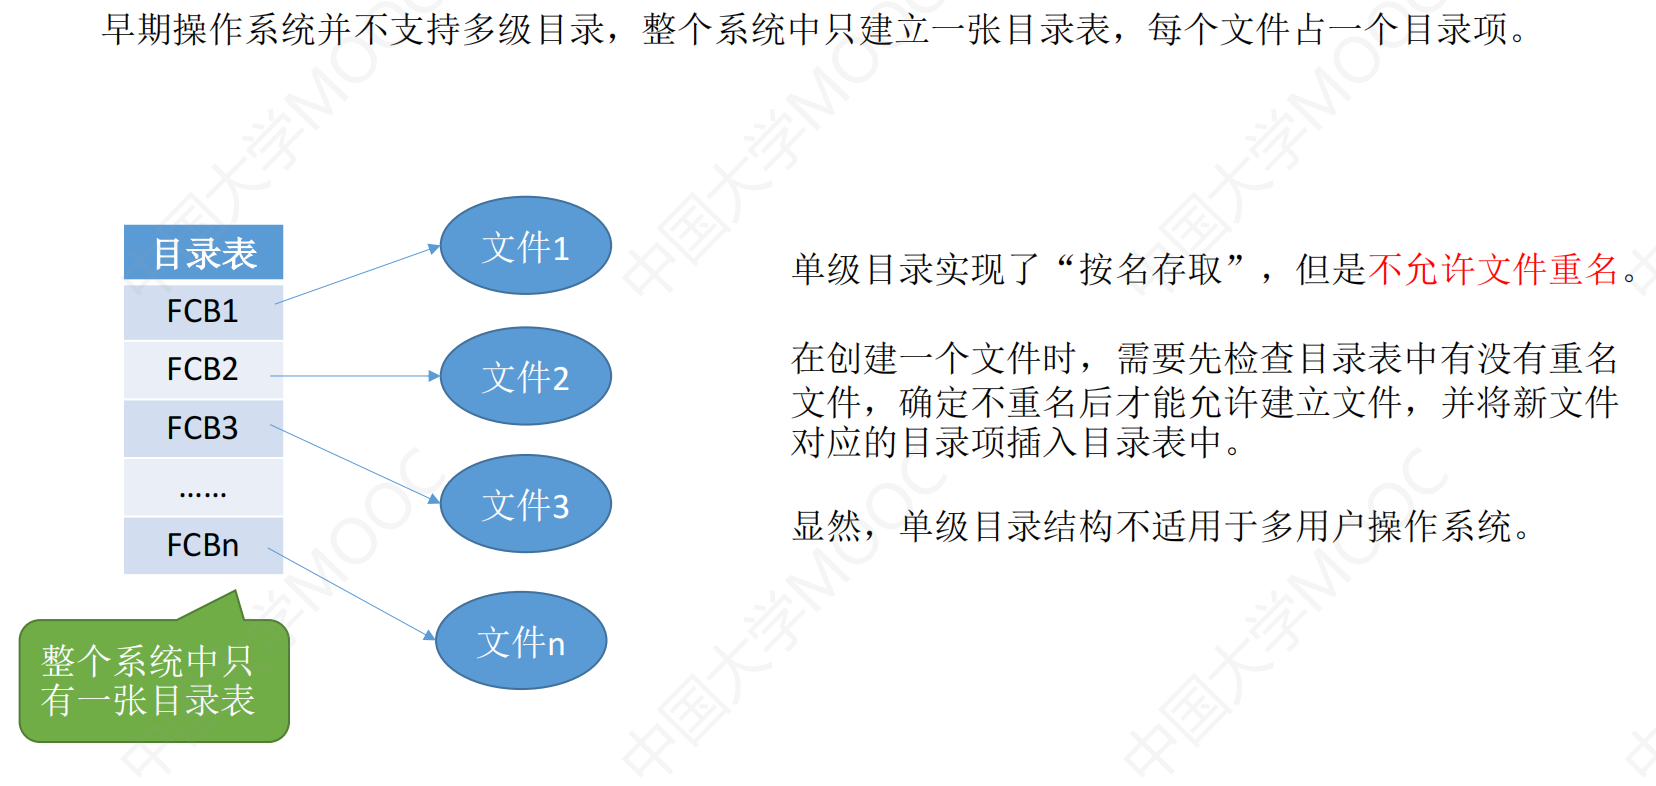 早期操作系统并不支持多级目录，整个系统中只建立一张目录表，每个文件占一个目录项。
目录表
FCB1
FCB2
FCB3
……
FCBn
文件1
文件2
文件3
文件n
整个系统中只
有一张目录表
单级目录实现了“按名存取”，但是不允许文件重名。
在创建一个文件时，需要先检查目录表中有没有重名
文件，确定不重名后才能允许建立文件，并将新文件
对应的目录项插入目录表中。
显然，单级目录结构不适用于多用户操作系统。
中国大学MOOC
中国大学MOOC
中国大学MOOC
中国大学MOOC
中国大学MOOC
中国大学MOOC